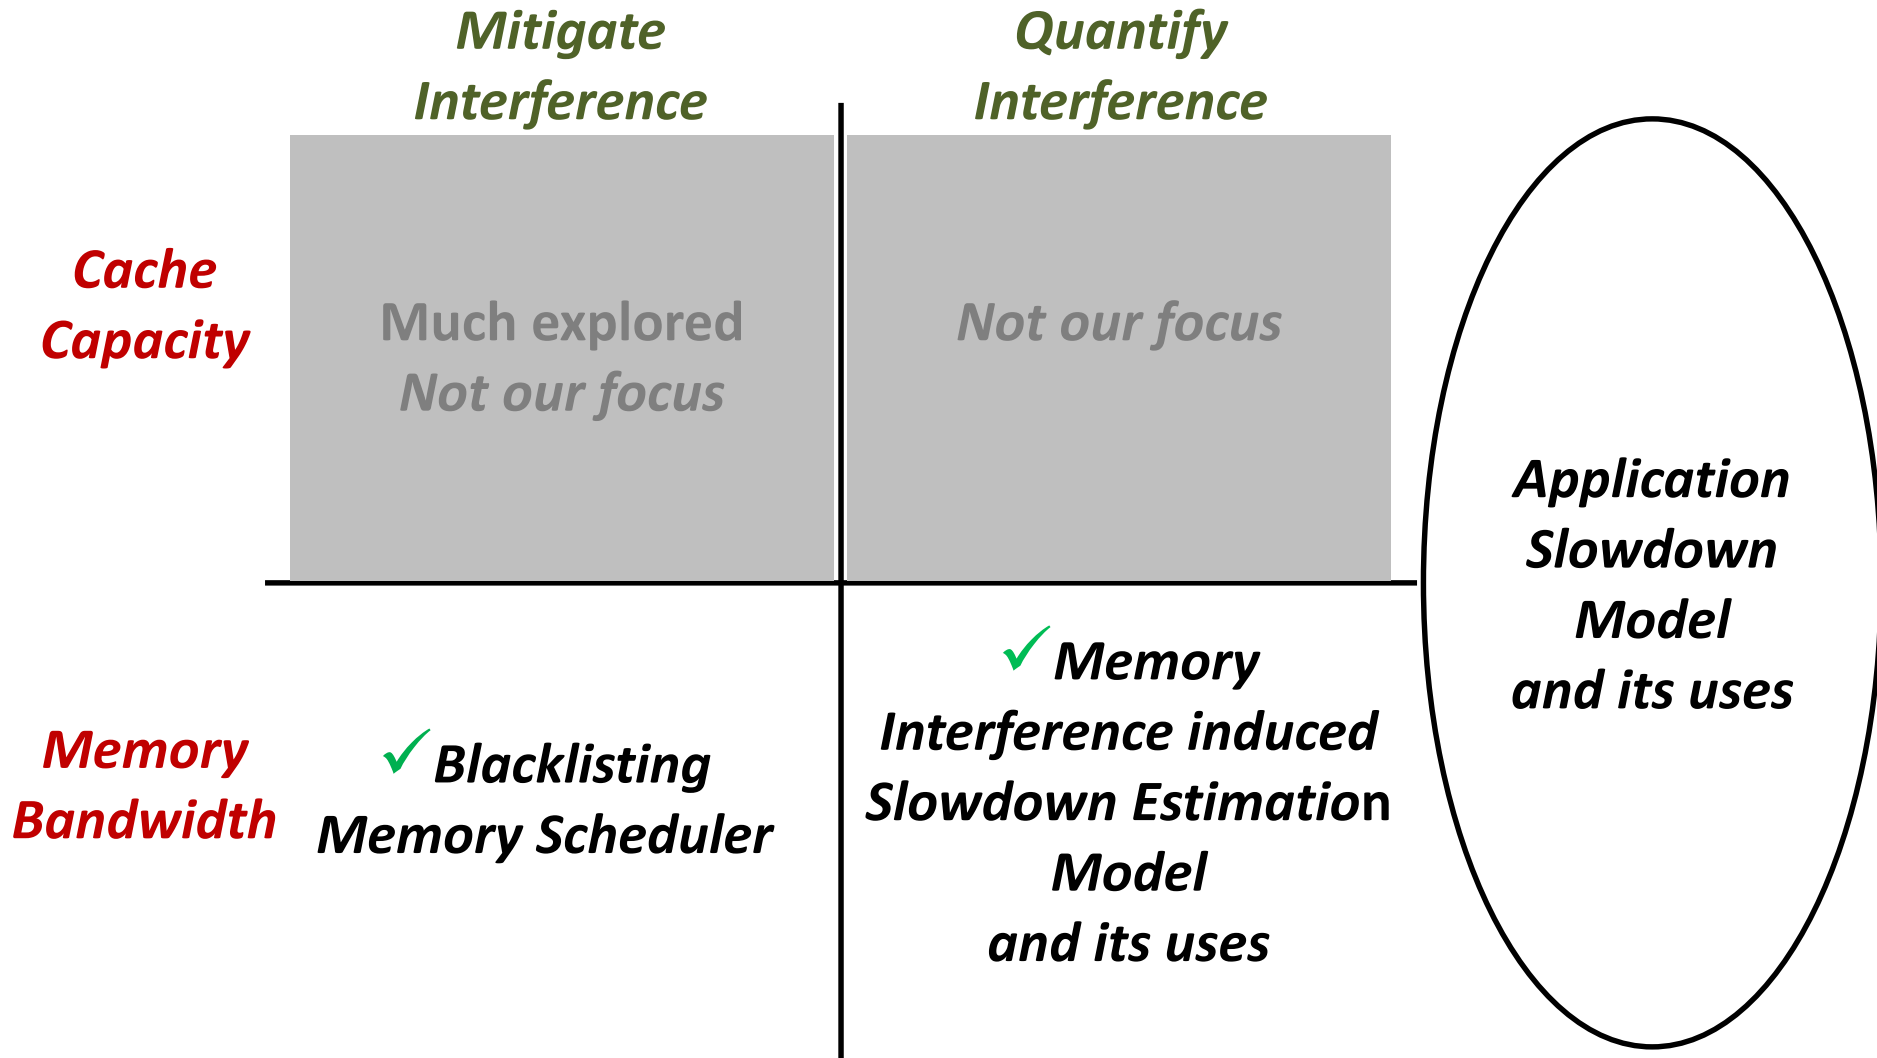 Mitigate
Interference
Quantify
Interference
Cache
Capacity
Much explored
Not our focus
Not our focus
Application
Slowdown
Model
and its uses
Memory
Bandwidth
✓Blacklisting
Memory Scheduler
✓Memory
Interference induced
Slowdown Estimation
Model
and its uses